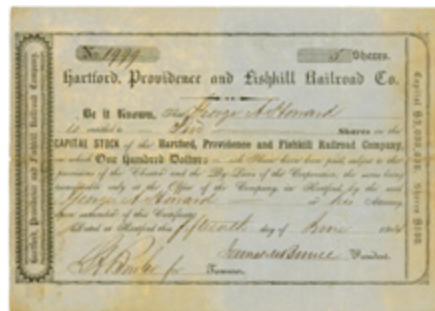 No. 1999
5 Shares.
Hartford, Providence and Fishkill Railroad Co.
Be it Known, That George A Howard
is entitled to Five Shares in the
CAPITAL STOCK of the Hartford, Providence and Fishkill Railroad Company,
on which One Hundred Dollars Share have been paid, subject to the
provisions of the Charter and the By-Laws of the Corporation, the same being
transferable only at the Office of the Company in Hartford by the said
George A Howard or his Attorney
upon surrender of this Certificate.
Dated at Hartford this fifteenth day of June
for Treasurer. President.
Hartford, Providence and Fishkill Railroad Company.
Capital Shares $100